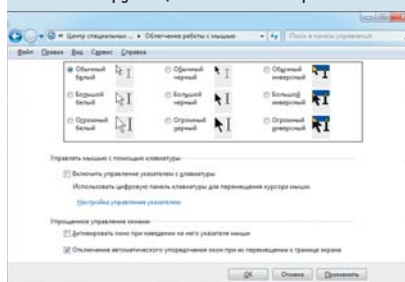 Центр специальных ... ▸ Облегчение работы с мышью
Поиск в панели управления
Файл Правка Вид Сервис Справка
Обычный белый
Обычный черный
Обычный инверсный
Большой белый
Большой черный
Большой инверсный
Огромный белый
Огромный черный
Огромный инверсный
Управлять мышью с помощью клавиатуры
Включить управление указателем с клавиатуры
Использовать цифровую панель клавиатуры для перемещения курсора мыши.
Настройка управления указателем
Упрощенное управление окнами
Активировать окно при наведении на него указателя мыши
Отключение автоматического упорядочения окон при их перемещении к границе экрана
ОК Отмена Применить